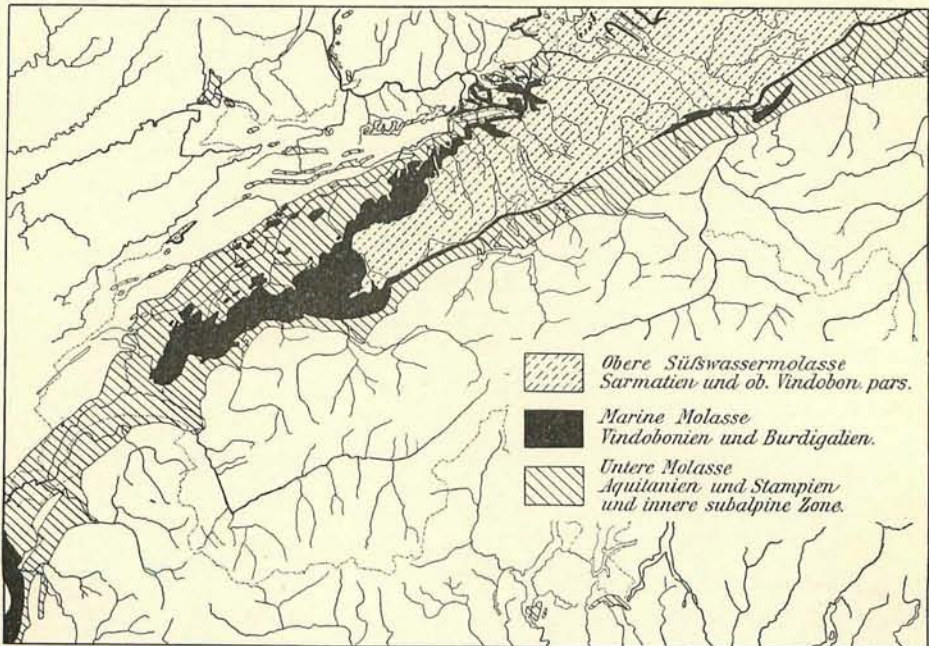 Obere Süßwassermolasse
Sarmatien und ob. Vindobon. pars.
Marine Molasse
Vindobonien und Burdigalien.
Untere Molasse
Aquitanien und Stampien
und innere subalpine Zone.